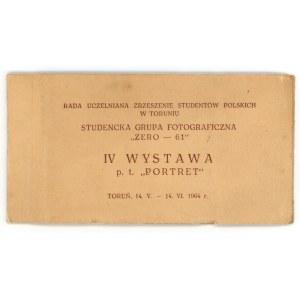 RADA UCZELNIANA ZRZESZENIE STUDENTÓW POLSKICH
W TORUNIU
STUDENCKA GRUPA FOTOGRAFICZNA
„ZERO — 61"
IV WYSTAWA
p. t. „PORTRET"
TORUŃ, 14. V. — 14. VI. 1964 r.